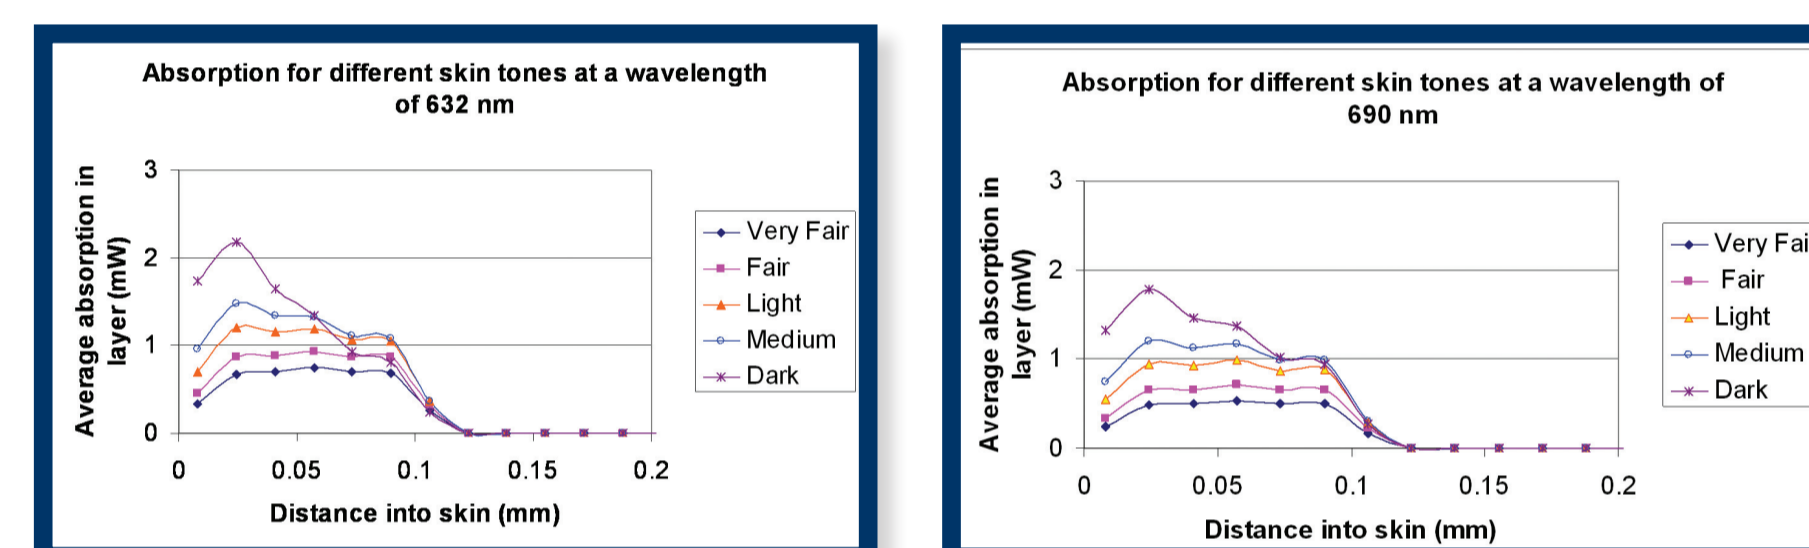 Absorption for different skin tones at a wavelength
of 632 nm
Average absorption in
layer (mW)
3
2
1
0
0 0.05 0.1 0.15 0.2
Distance into skin (mm)
Very Fair
Fair
Light
Medium
Dark
Absorption for different skin tones at a wavelength of
690 nm
Average absorption in
layer (mW)
3
2
1
0
0 0.05 0.1 0.15 0.2
Distance into skin (mm)
Very Fai
Fair
Light
Medium
Dark